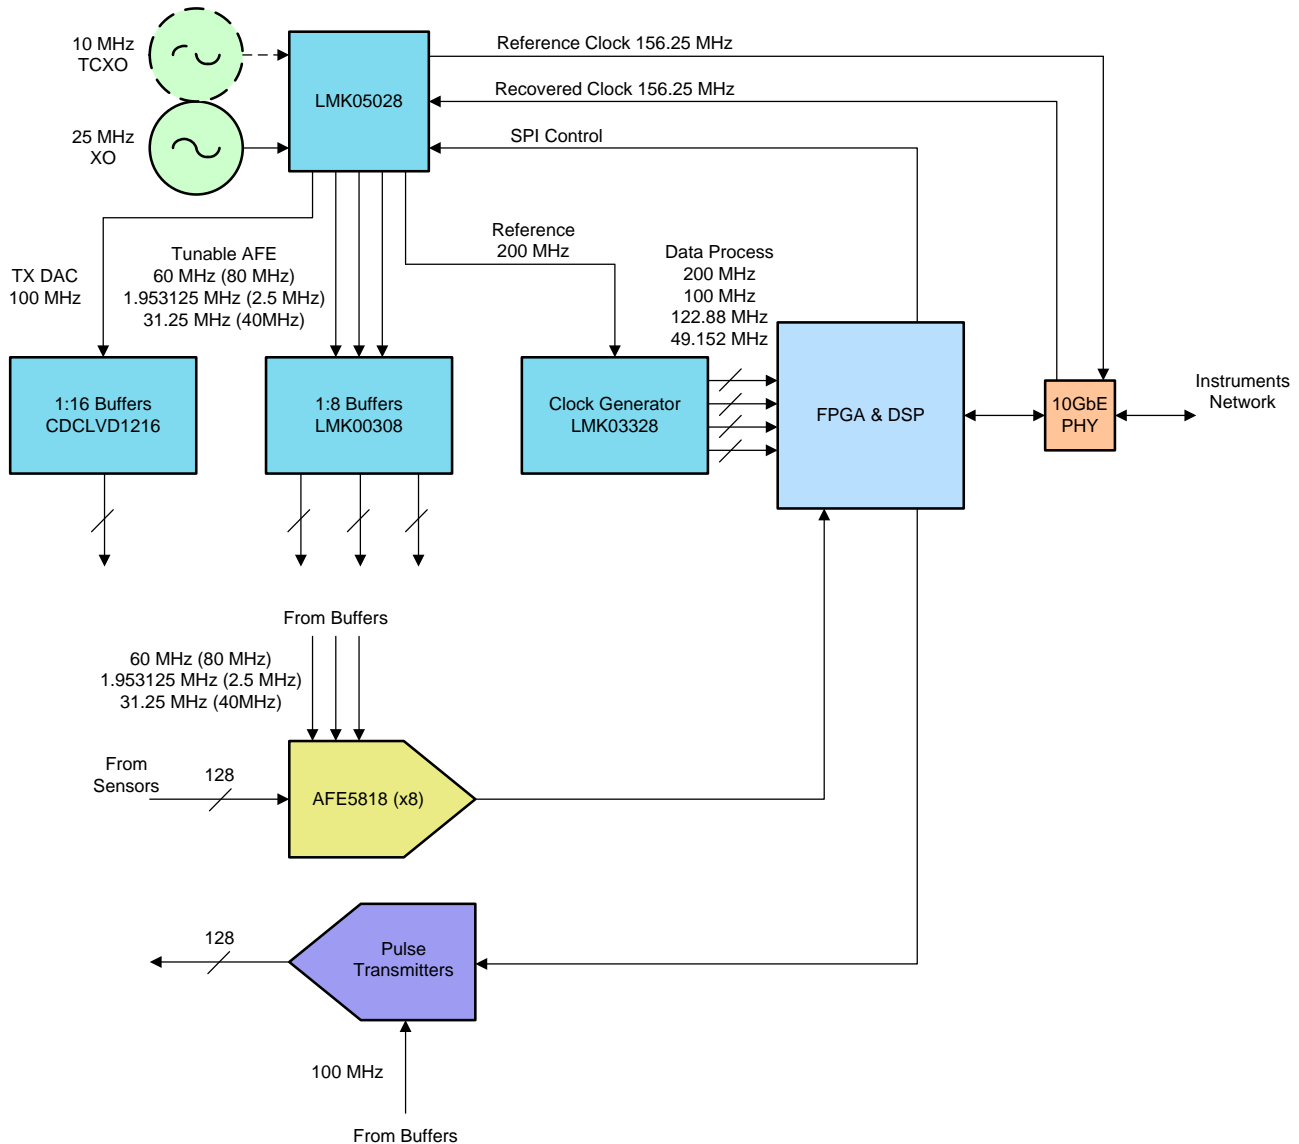 10 MHz
TCXO
25 MHz
XO
LMK05028
Reference Clock 156.25 MHz
Recovered Clock 156.25 MHz
SPI Control
TX DAC
100 MHz
Tunable AFE
60 MHz (80 MHz)
1.953125 MHz (2.5 MHz)
31.25 MHz (40MHz)
Reference
200 MHz
Data Process
200 MHz
100 MHz
122.88 MHz
49.152 MHz
1:16 Buffers
CDCLVD1216
1:8 Buffers
LMK00308
Clock Generator
LMK03328
FPGA & DSP
10GbE
PHY
Instruments
Network
From Buffers
60 MHz (80 MHz)
1.953125 MHz (2.5 MHz)
31.25 MHz (40MHz)
From
Sensors
128
AFE5818 (x8)
128
Pulse
Transmitters
100 MHz
From Buffers